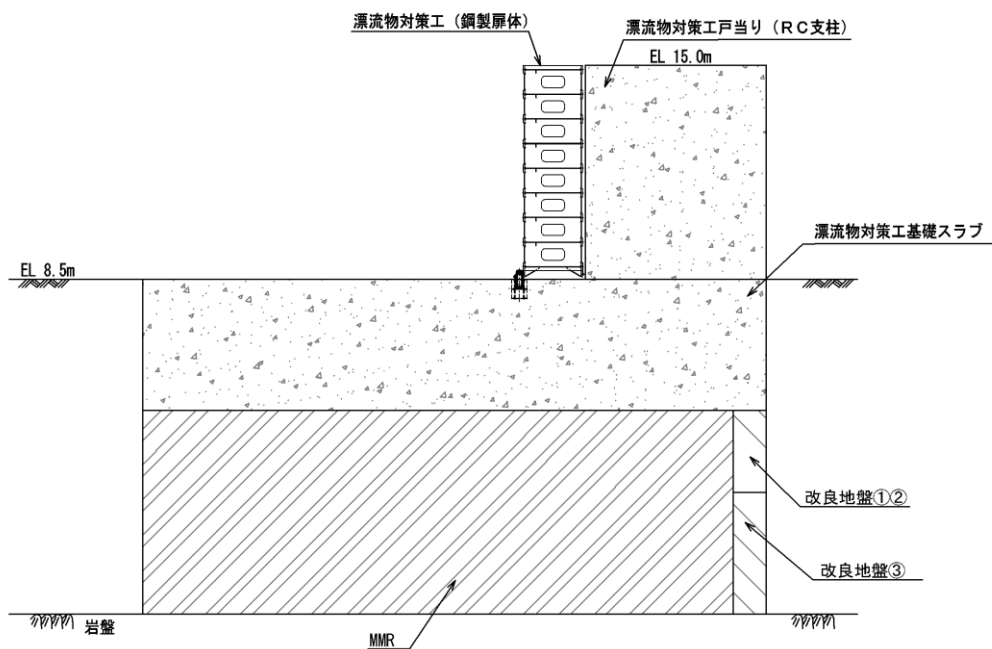 漂流物対策工（鋼製扉体）
漂流物対策工戸当り（ＲＣ支柱）
EL 15.0m
漂流物対策工基礎スラブ
EL 8.5m
改良地盤①②
改良地盤③
岩盤
MMR